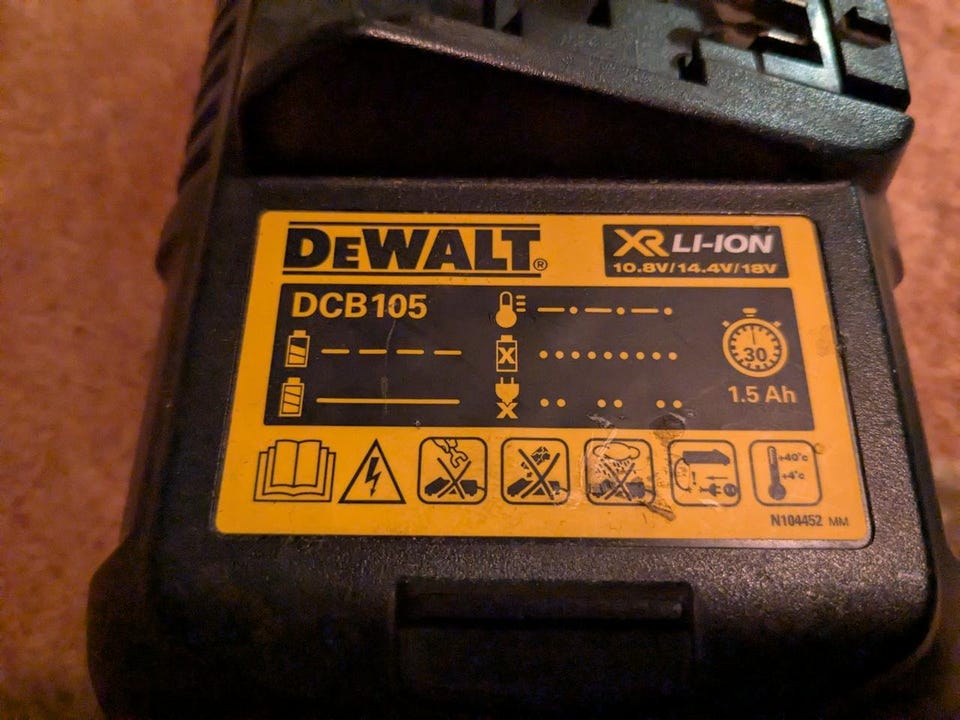 DEWALT®
XR LI-ION
10.8V/14.4V/18V
DCB105
X
X
30
1.5 Ah
+40°c
+4°c
N104452 MM